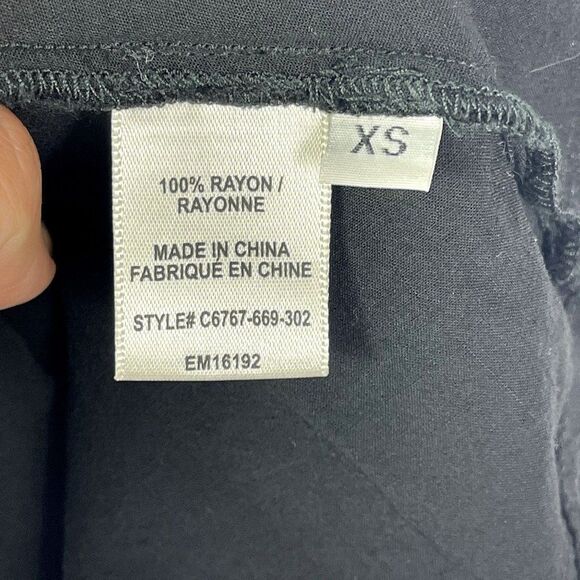 100% RAYON /
RAYONNE
MADE IN CHINA
FABRIQUÉ EN CHINE
STYLE# C6767-669-302
EM16192
XS